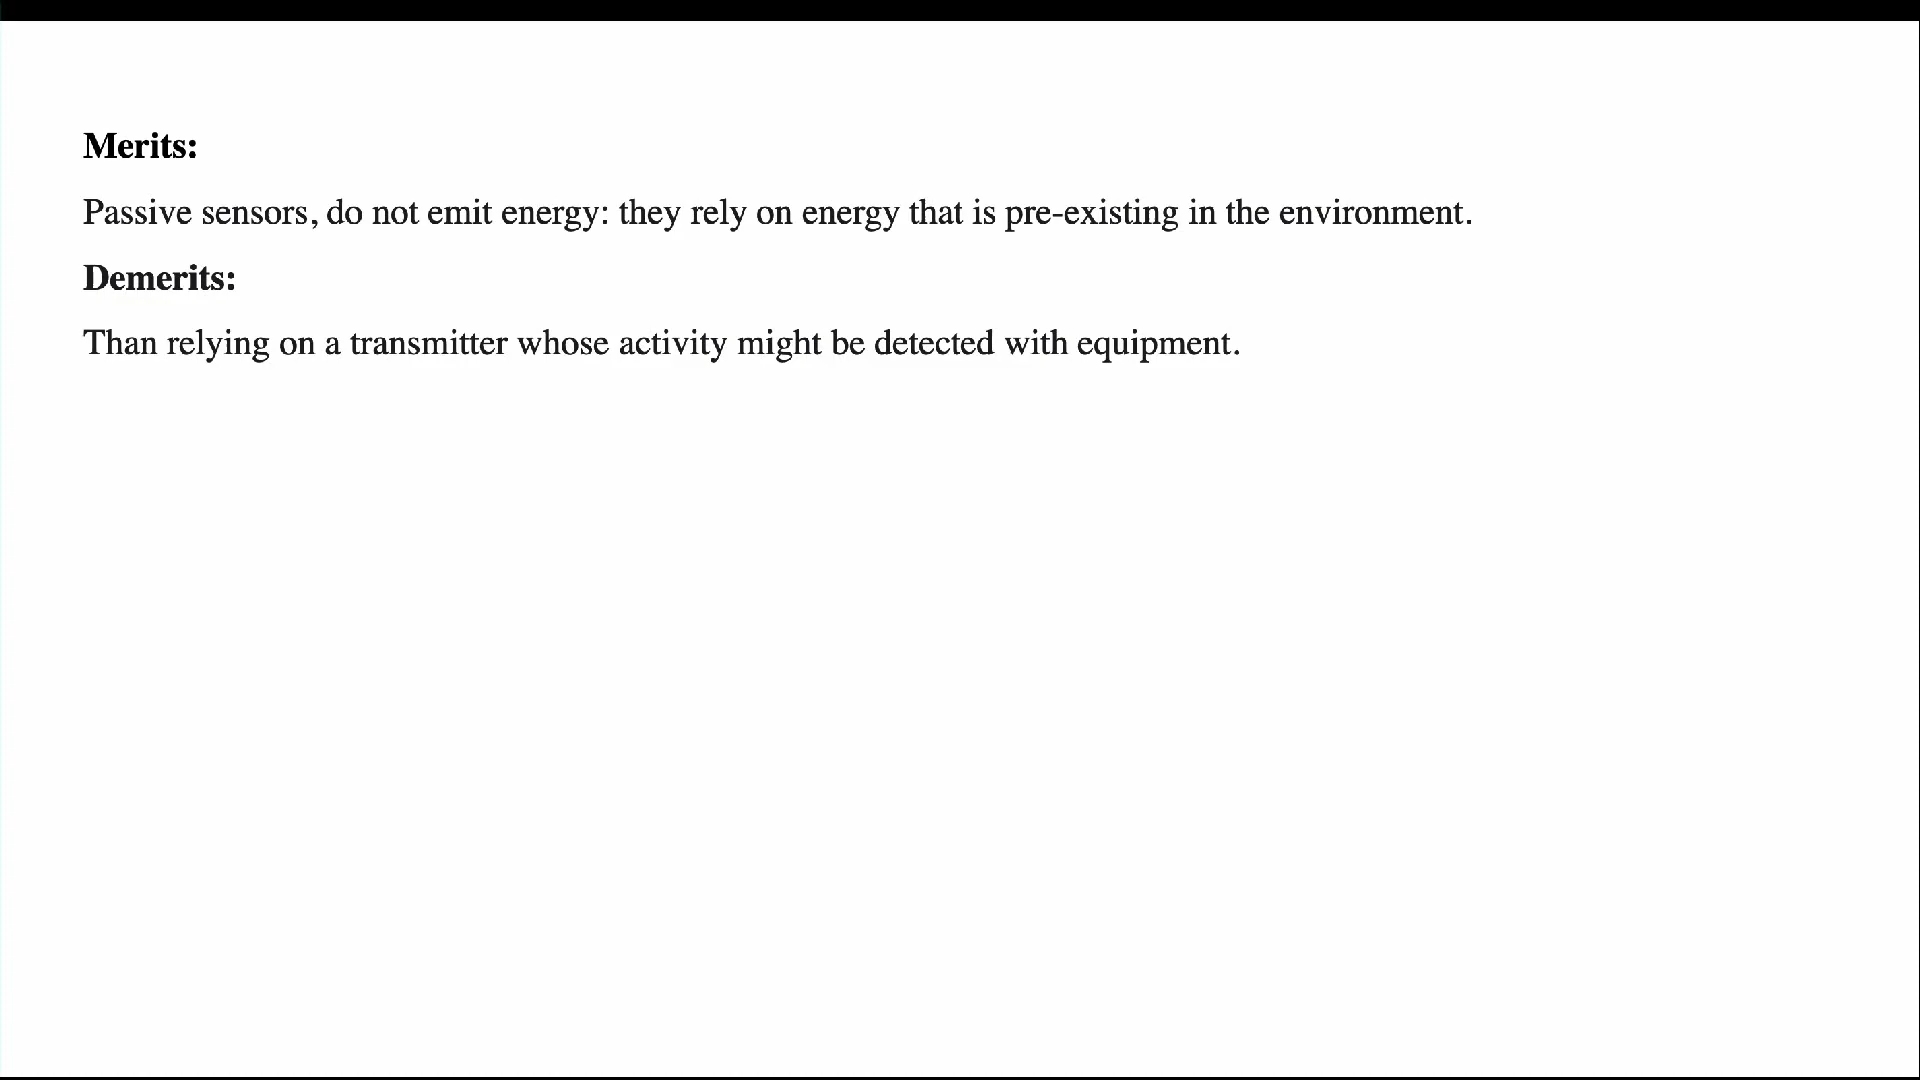 Merits:
Passive sensors, do not emit energy: they rely on energy that is pre-existing in the environment.
Demerits:
Than relying on a transmitter whose activity might be detected with equipment.